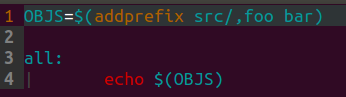 1 OBJS=$(addprefix src/,foo bar)
2
3 all:
4 |       echo $(OBJS)